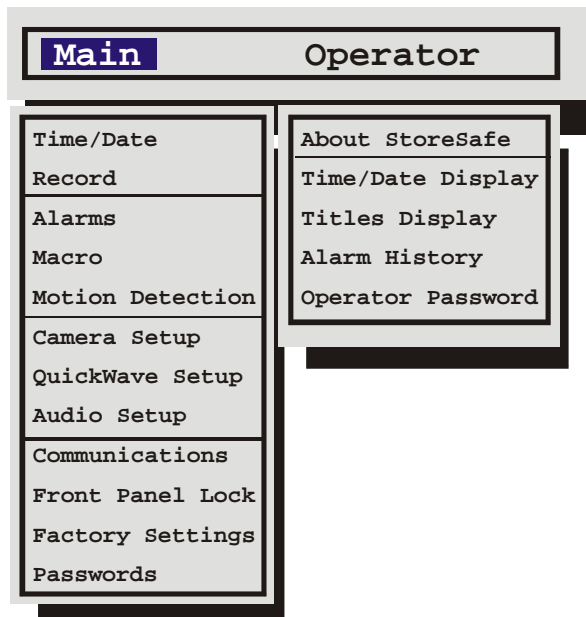 Main Operator
Time/Date
Record
Alarms
Macro
Motion Detection
Camera Setup
QuickWave Setup
Audio Setup
Communications
Front Panel Lock
Factory Settings
Passwords
About StoreSafe
Time/Date Display
Titles Display
Alarm History
Operator Password